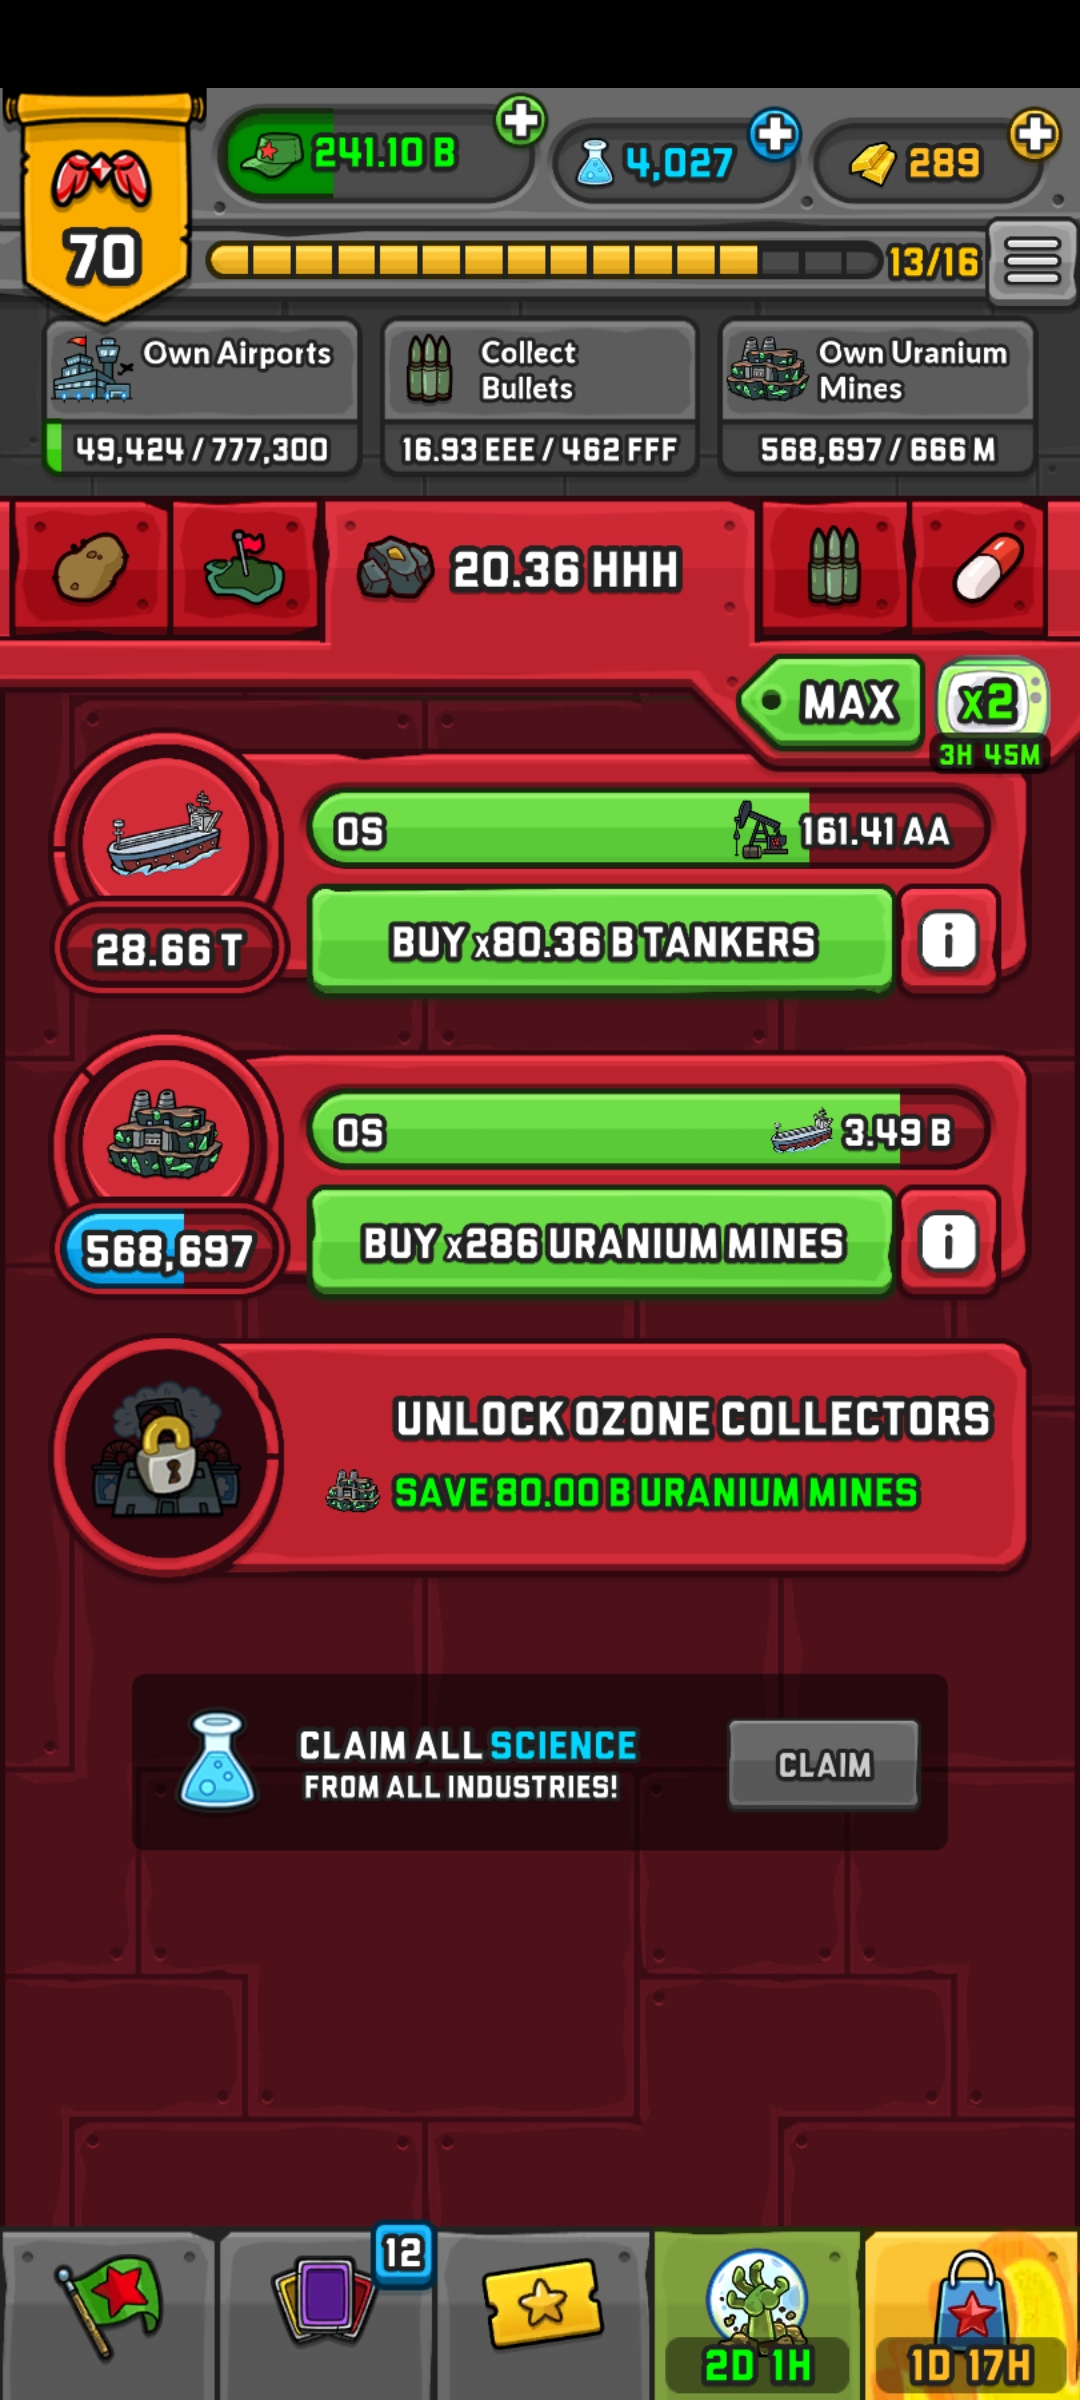 241.10 B
4,027
289
70
13/16
Own Airports
49,424 / 777,300
Collect
Bullets
16.93 EEE / 462 FFF
Own Uranium
Mines
568,697 / 666 M
20.36 HHH
MAX
x2
3H 45M
0S
161.41 AA
28.66 T
BUY x80.36 B TANKERS
i
0S
3.49 B
568,697
BUY x286 URANIUM MINES
i
UNLOCK OZONE COLLECTORS
SAVE 80.00 B URANIUM MINES
CLAIM ALL SCIENCE
FROM ALL INDUSTRIES!
CLAIM
12
2D 1H
1D 17H